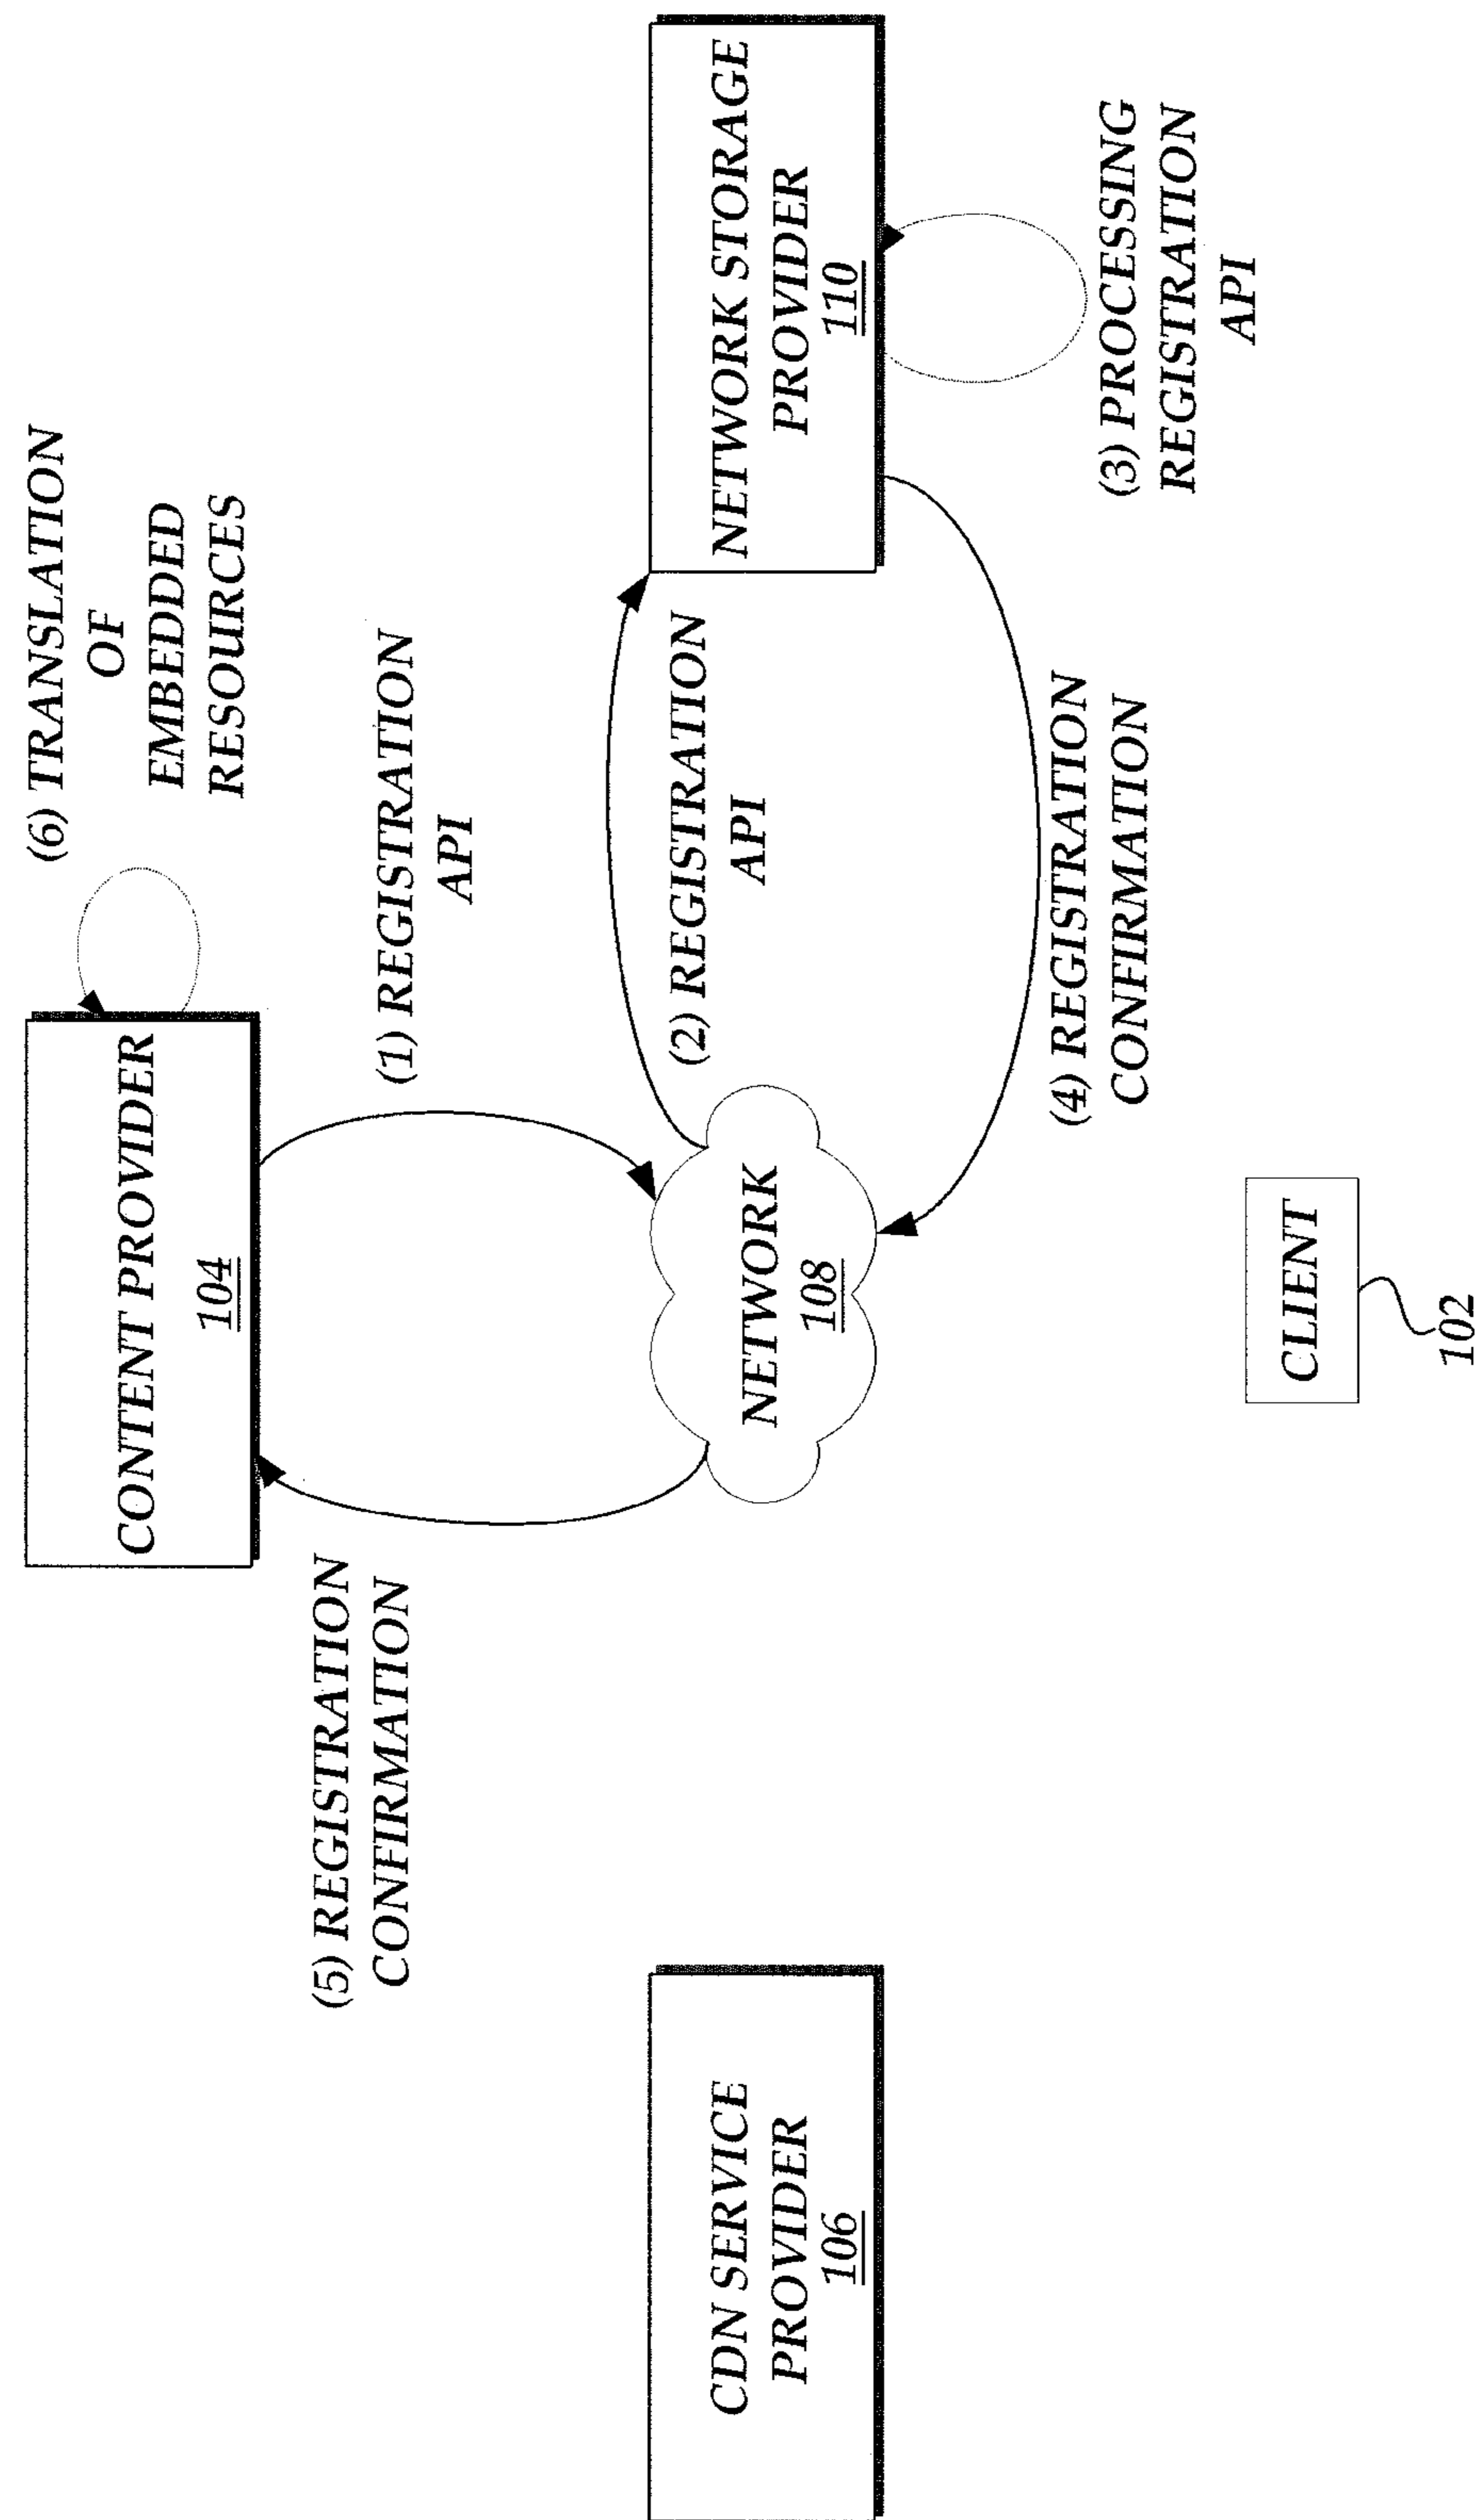 (6) TRANSLATION
OF
EMBEDDED
RESOURCES
CONTENT PROVIDER
104
(5) REGISTRATION
CONFIRMATION
(1) REGISTRATION
API
CDN SERVICE
PROVIDER
106
NETWORK
108
(2) REGISTRATION
API
NETWORK STORAGE
PROVIDER
110
(4) REGISTRATION
CONFIRMATION
(3) PROCESSING
REGISTRATION
API
CLIENT
102